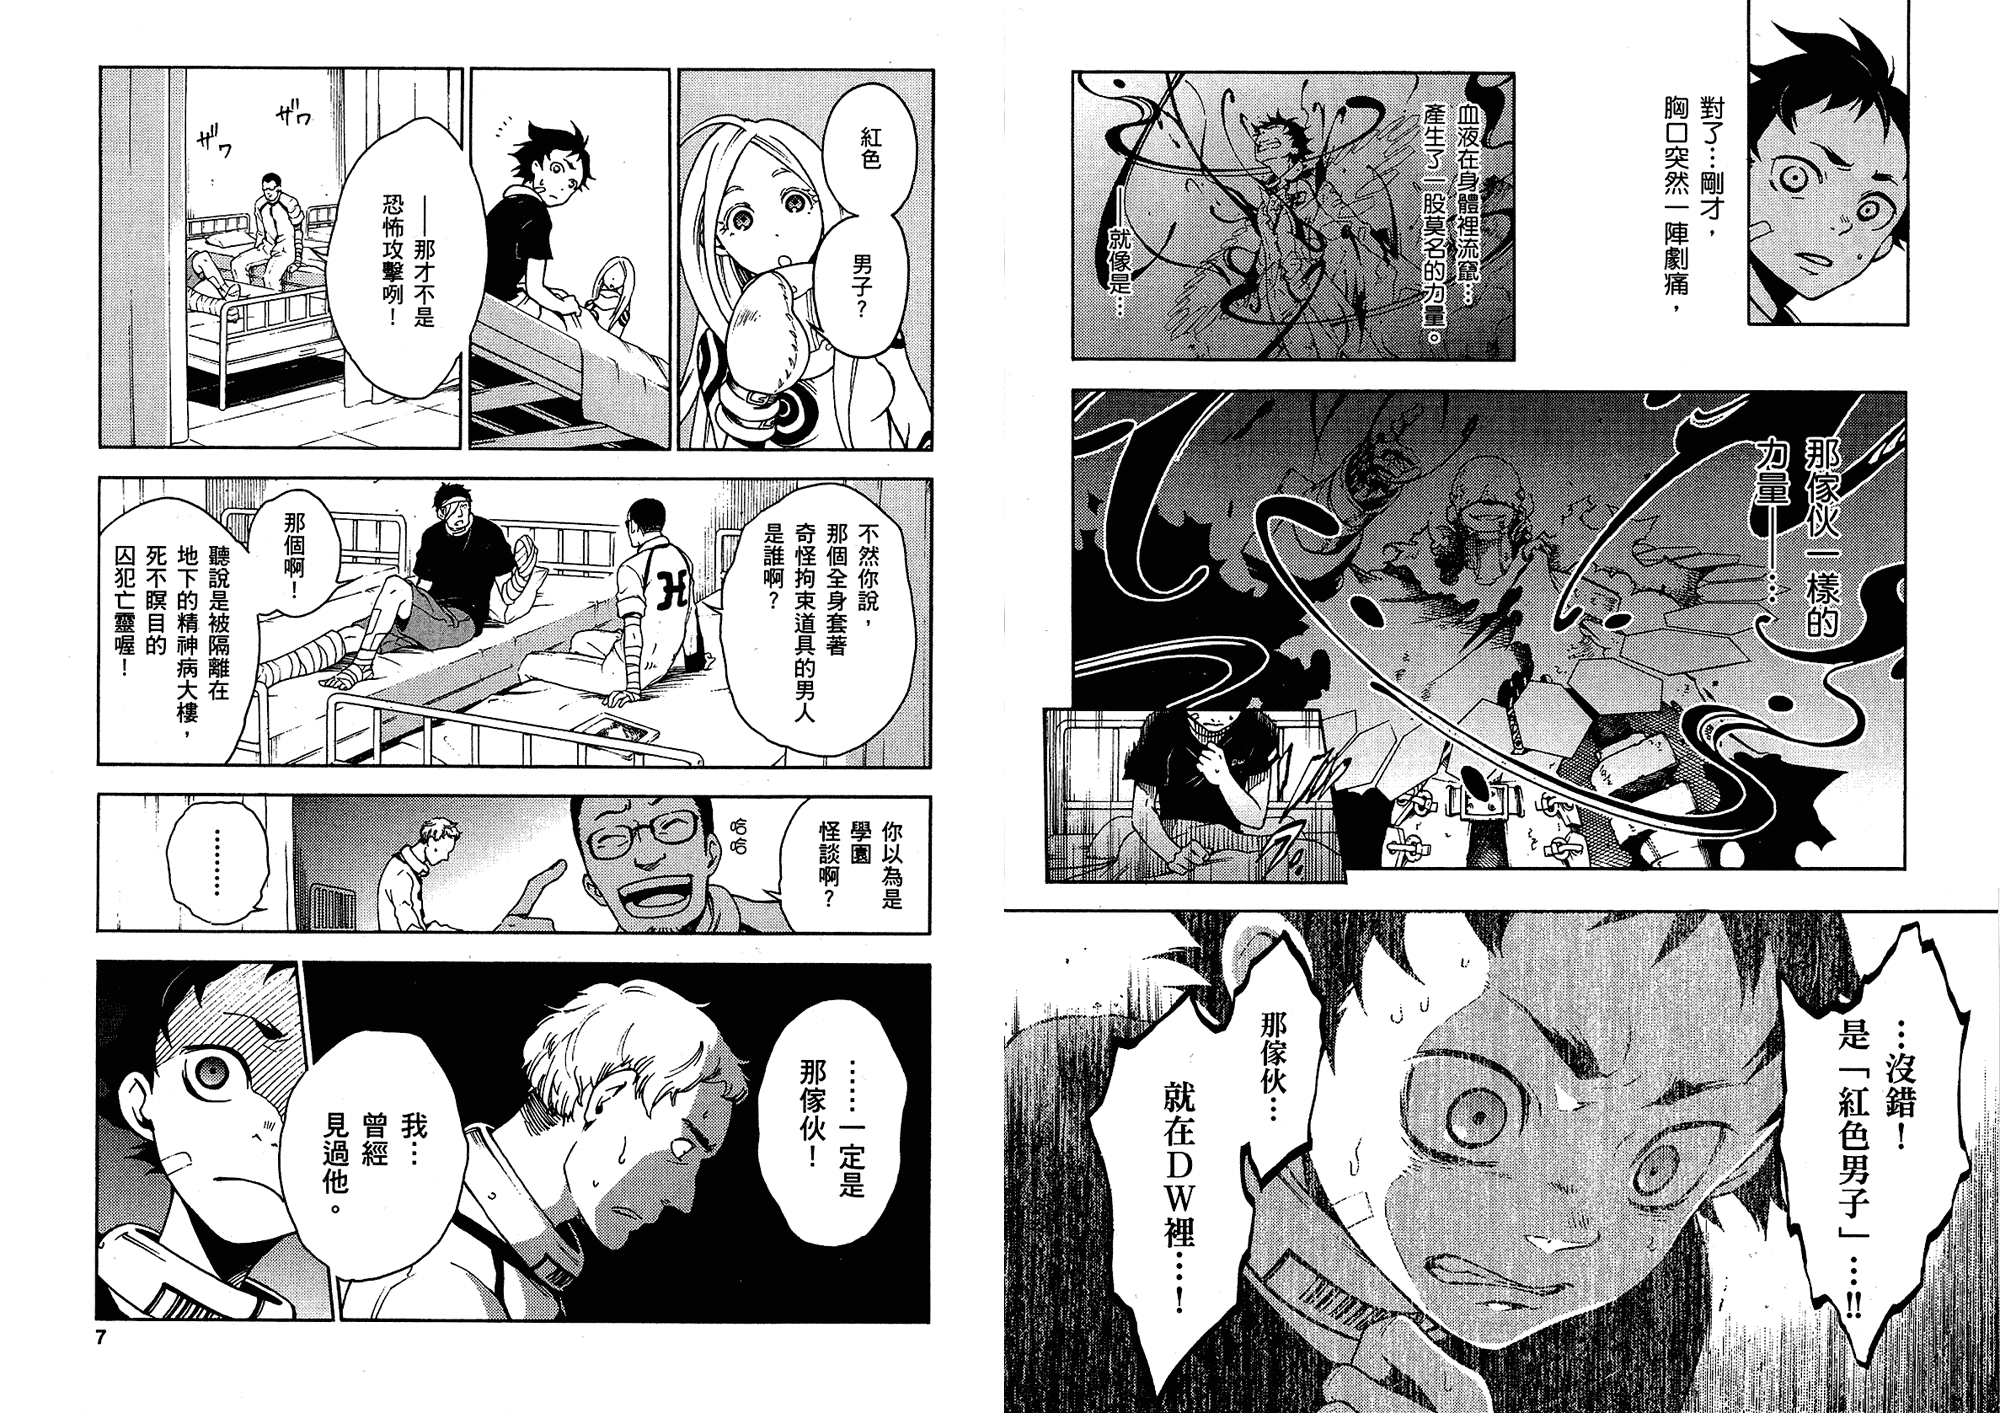 對了…剛才，
胸口突然一陣劇痛，
血液在身體裡流竄…
產生了一股莫名的力量。
——就像是…
那傢伙一樣的
力量——……
…沒錯！
是「紅色男子」…!!
那傢伙…
就在ＤＷ裡…！
紅色
男子？
——那才不是
恐怖攻擊咧！
ザワ
ザワ
不然你說，
那個全身套著
奇怪拘束道具的男人
是誰啊？
那個啊！
聽說是被隔離在
地下的精神病大樓，
死不瞑目的
囚犯亡靈喔！
你以為是
學園
怪談啊？
哈哈
………
……一定是
那傢伙！
我…
曾經
見過他。
7